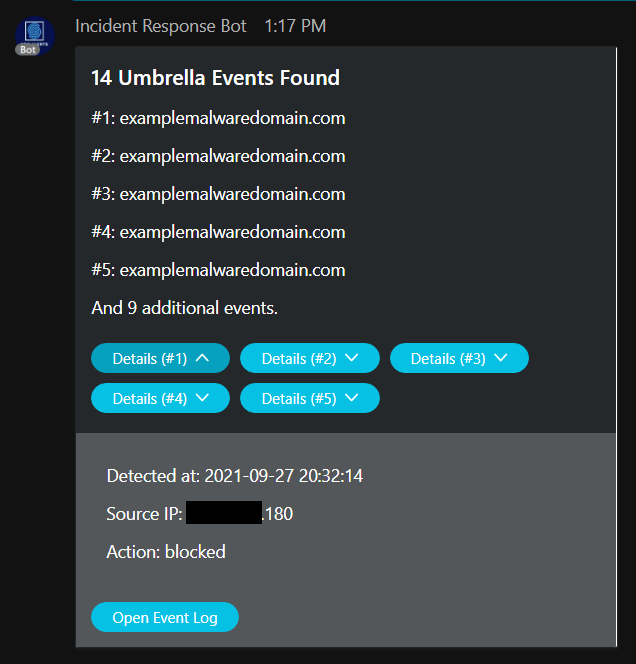 Incident Response Bot 1:17 PM
Bot
14 Umbrella Events Found
#1: examplemalwaredomain.com
#2: examplemalwaredomain.com
#3: examplemalwaredomain.com
#4: examplemalwaredomain.com
#5: examplemalwaredomain.com
And 9 additional events.
Details (#1) Details (#2) Details (#3)
Details (#4) Details (#5)
Detected at: 2021-09-27 20:32:14
Source IP: .180
Action: blocked
Open Event Log